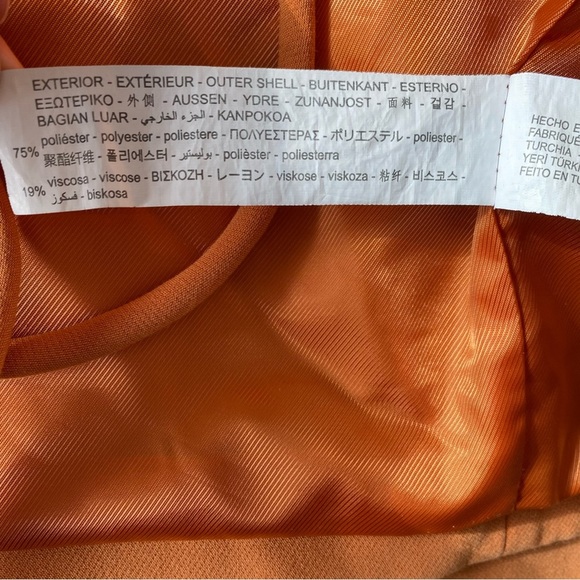 EXTERIOR - EXTÉRIEUR - OUTER SHELL - BUITENKANT - ESTERNO -
ΕΞΩΤΕΡΙΚΟ - 外 側 - AUSSEN - YDRE - ZUNANJOST - 面 料 - 겉감 -
BAGIAN LUAR - الجزء الخارجي - KANPOKOA
75% poliéster - polyester - poliestere - ΠΟΛΥΕΣΤΕΡΑΣ - ポリエステル - poliester -
聚酯纤维 - 폴리에스터 - بوليستير - polièster - poliesterra
19% viscosa - viscose - ΒΙΣΚΟΖΗ - レーヨン - viskose - viskoza - 粘纤 - 비스코스 -
فسكوز - biskosa
HECHO E
FABRIQUÉ
TURCHIA
YERİ TÜRK
FEITO EN TU